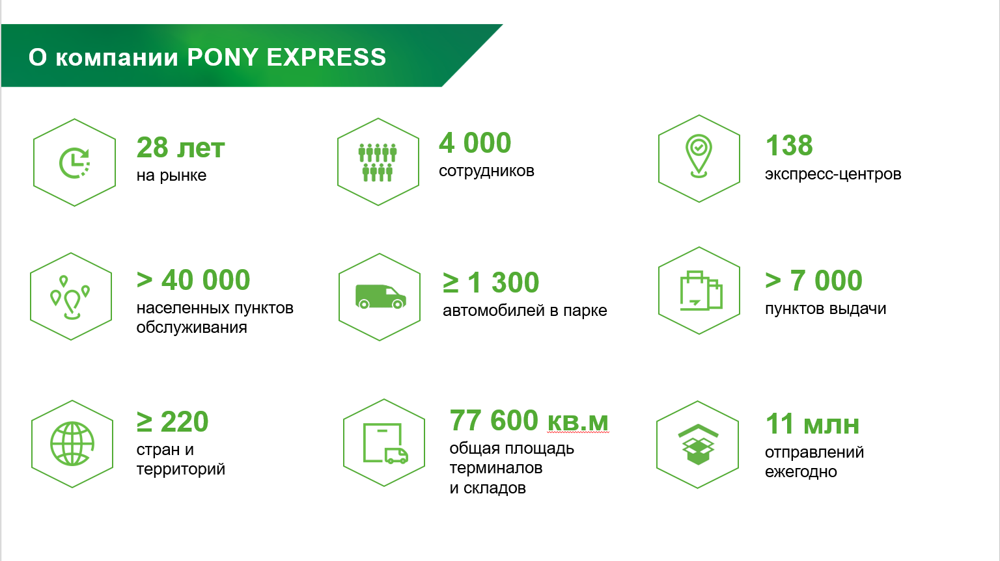 О компании PONY EXPRESS
28 лет
на рынке
4 000
сотрудников
138
экспресс-центров
> 40 000
населенных пунктов
обслуживания
≥ 1 300
автомобилей в парке
> 7 000
пунктов выдачи
≥ 220
стран и
территорий
77 600 кв.м
общая площадь
терминалов
и складов
11 млн
отправлений
ежегодно